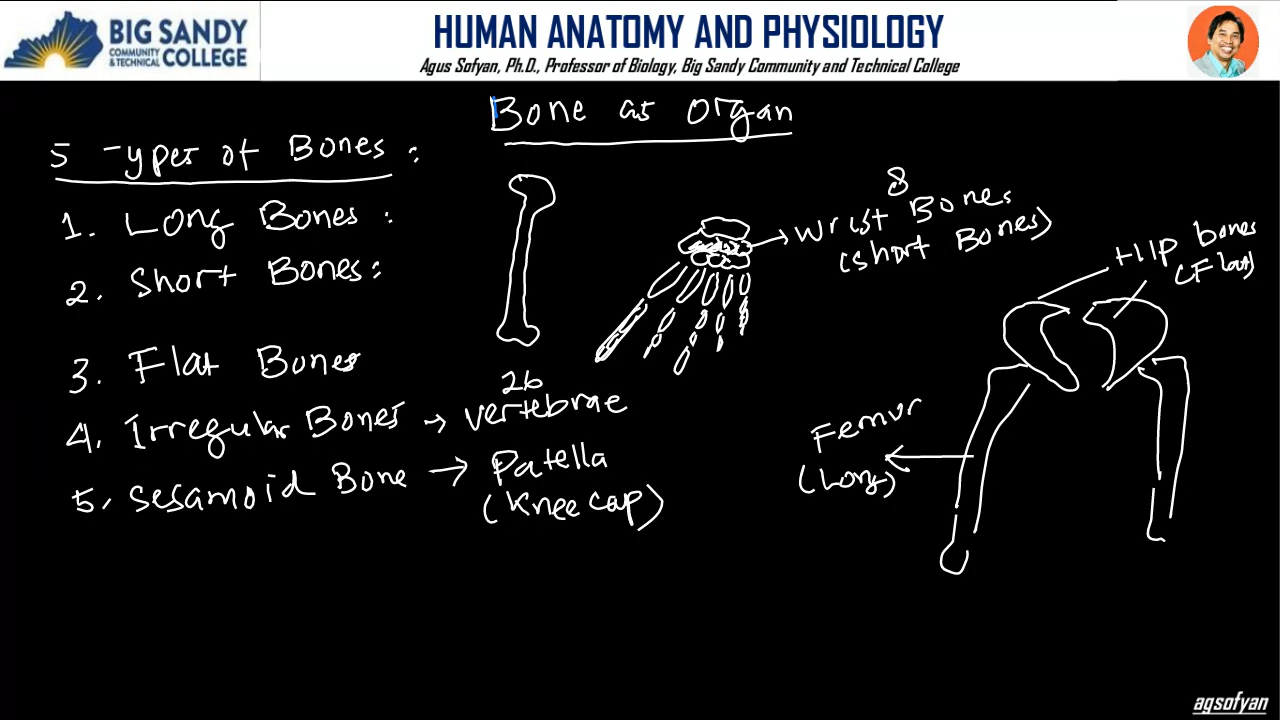 BIG SANDY
COMMUNITY & TECHNICAL COLLEGE
HUMAN ANATOMY AND PHYSIOLOGY
Agus Sofyan, Ph.D., Professor of Biology, Big Sandy Community and Technical College
Bone as Organ
5 Types of Bones :
1. Long Bones :
2. Short Bones :
3. Flat Bones
4. Irregular Bones → 26 vertebrae
5. Sesamoid Bone → Patella
(Knee cap)
8
Wrist Bones
(Short Bones)
Hip bones
(Flat)
Femur
(Long)
agsofyan